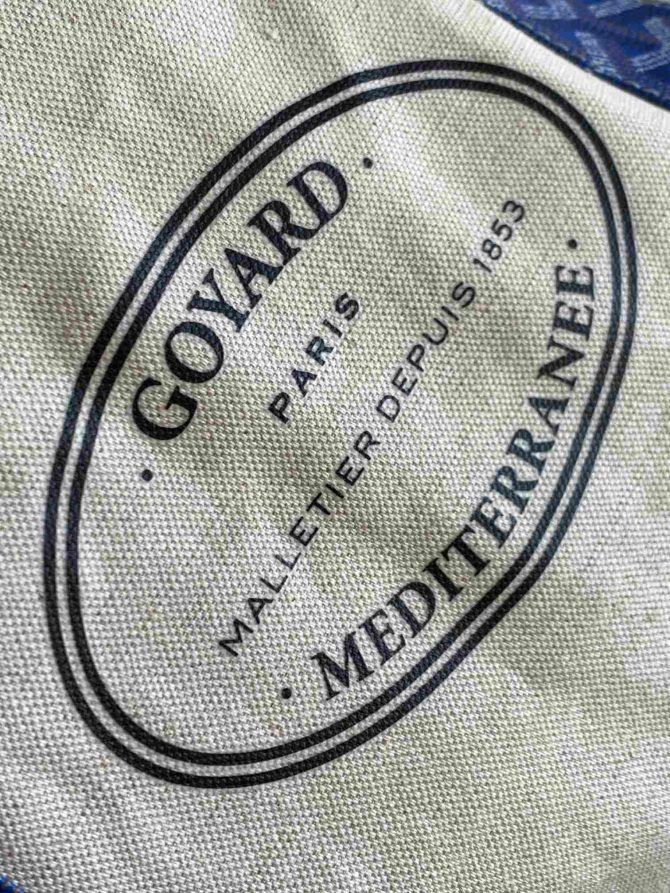 GOYARD
PARIS
MALLETIER DEPUIS 1853
MEDITERRANEE